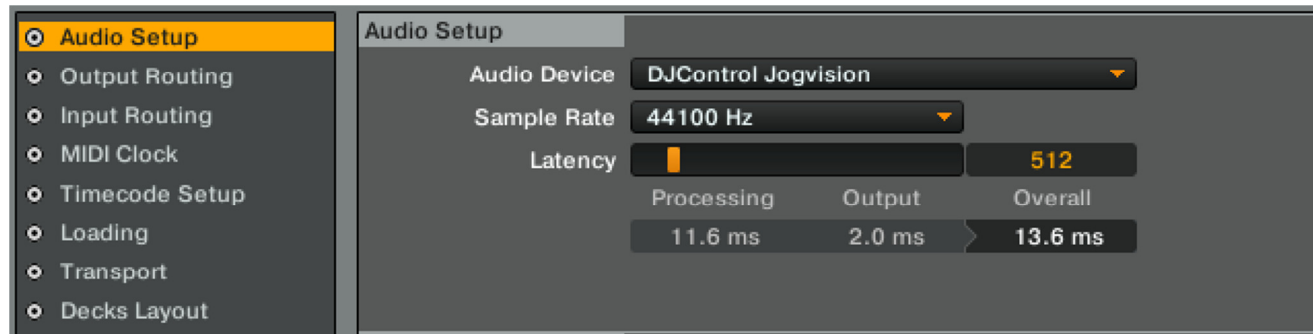 Audio Setup
Output Routing
Input Routing
MIDI Clock
Timecode Setup
Loading
Transport
Decks Layout
Audio Setup
Audio Device DJControl Jogvision
Sample Rate 44100 Hz
Latency 512
Processing Output Overall
11.6 ms 2.0 ms 13.6 ms